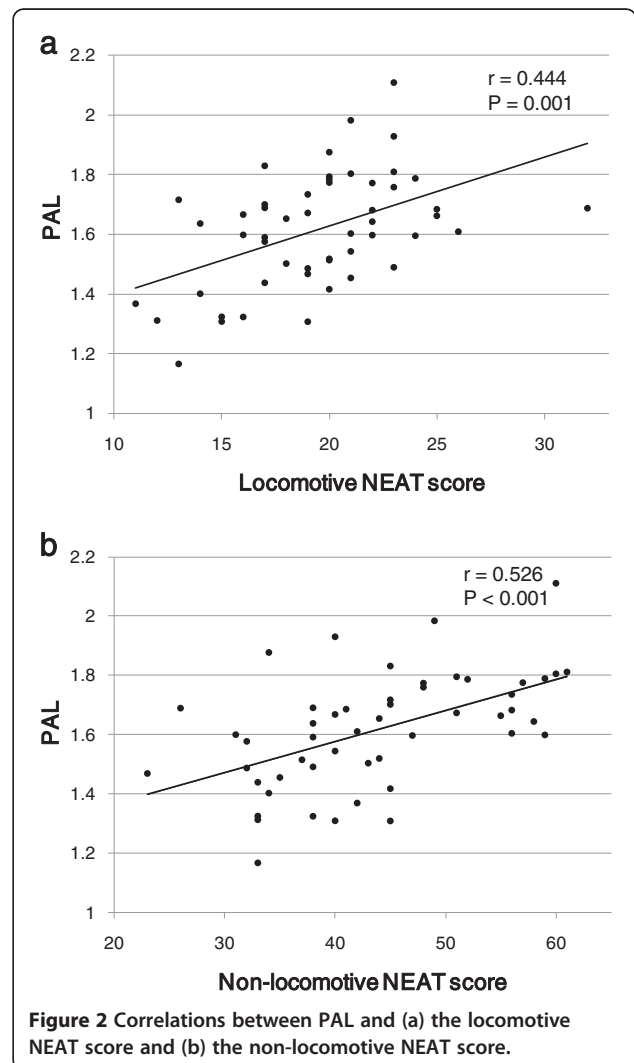 a
2.2
r = 0.444
P = 0.001
2
1.8
PAL
1.6
1.4
1.2
1
10 15 20 25 30
Locomotive NEAT score
b
2.2
r = 0.526
P < 0.001
2
1.8
PAL
1.6
1.4
1.2
1
20 30 40 50 60
Non-locomotive NEAT score
Figure 2 Correlations between PAL and (a) the locomotive
NEAT score and (b) the non-locomotive NEAT score.